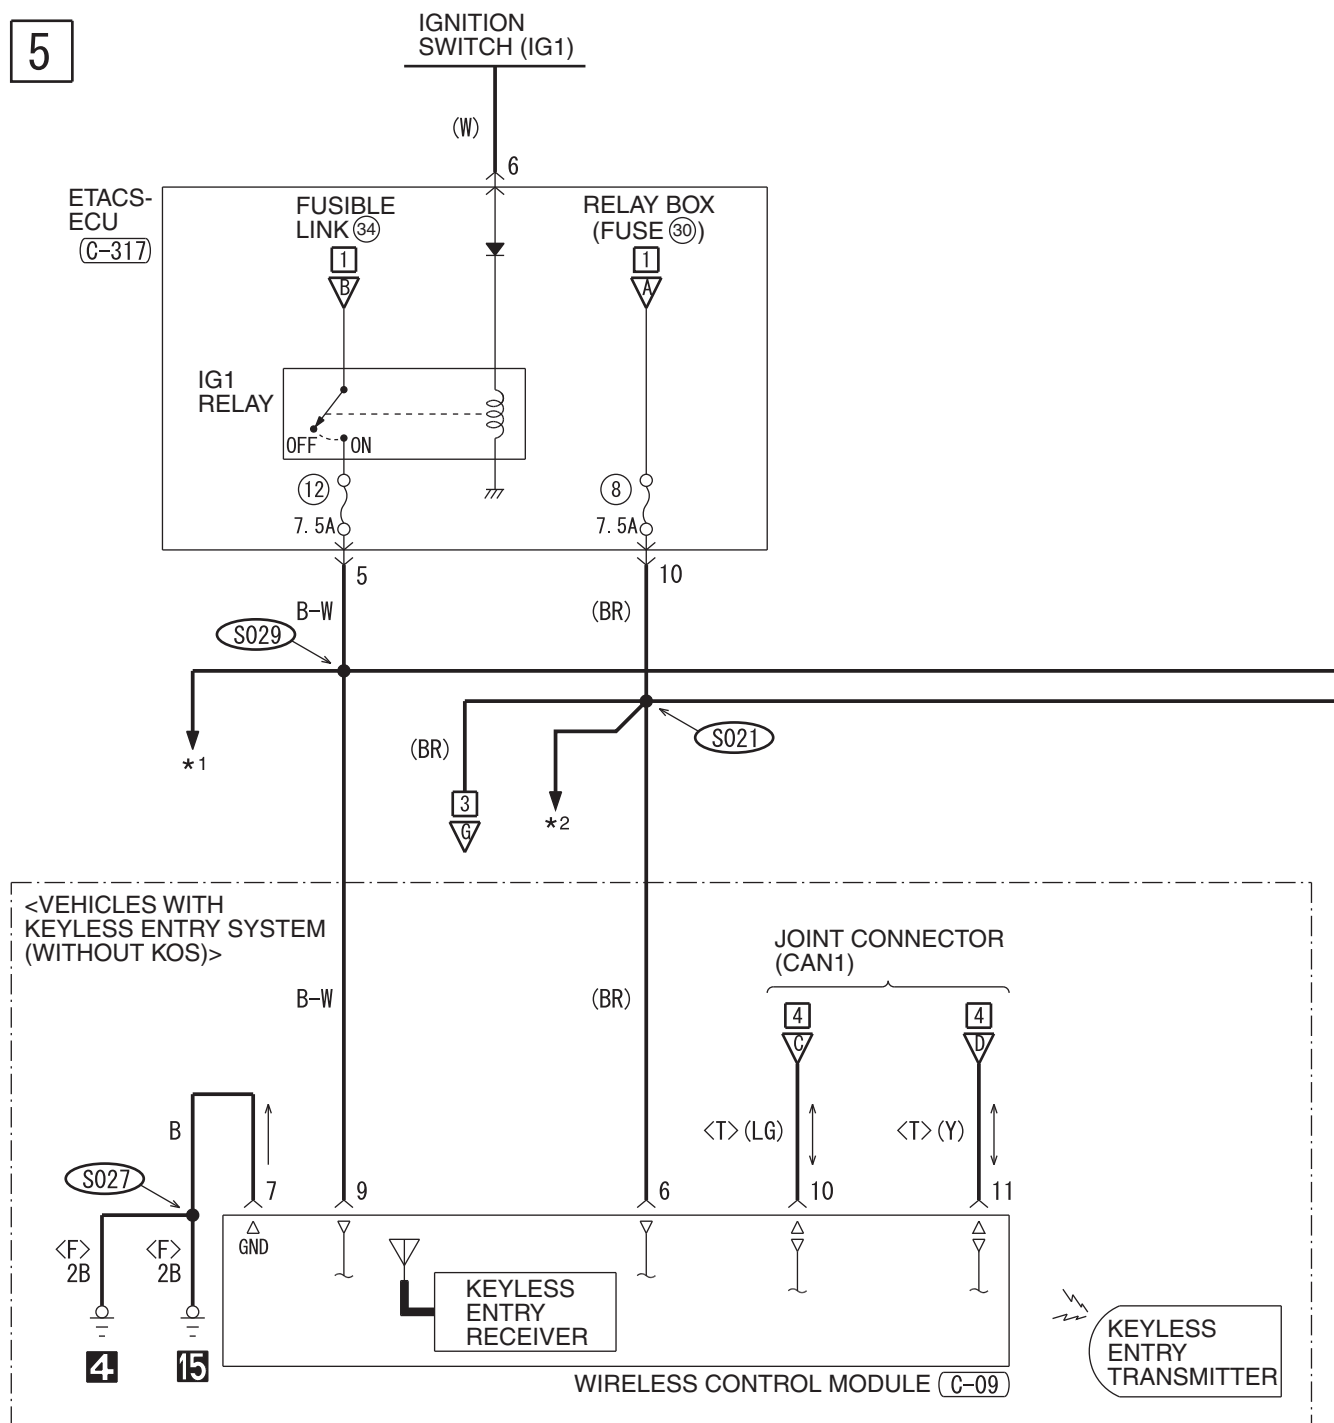 5
IGNITION
SWITCH (IG1)
(W)
6
ETACS-
ECU
C-317
FUSIBLE
LINK 34
1
B
RELAY BOX
(FUSE 30)
1
A
IG1
RELAY
OFF ON
12
7.5A
8
7.5A
5
10
B-W
(BR)
S029
S021
(BR)
*1
3
G
*2
<VEHICLES WITH
KEYLESS ENTRY SYSTEM
(WITHOUT KOS)>
JOINT CONNECTOR
(CAN1)
B-W
(BR)
4
C
4
D
B
<T>(LG)
<T>(Y)
S027
7
9
6
10
11
<F>
2B
<F>
2B
GND
KEYLESS
ENTRY
RECEIVER
4
15
KEYLESS
ENTRY
TRANSMITTER
WIRELESS CONTROL MODULE C-09